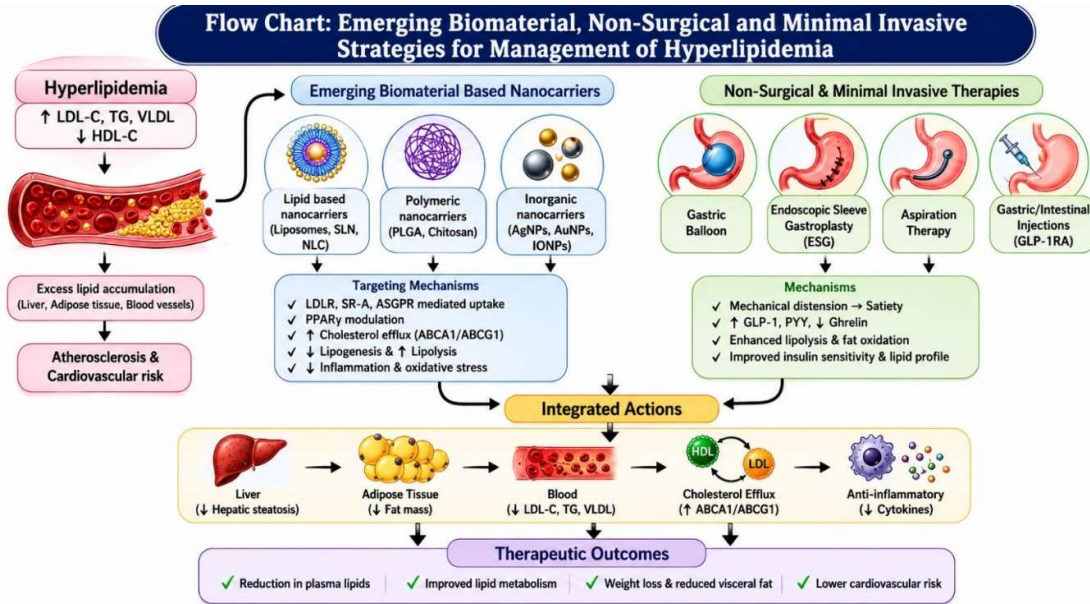 Flow Chart: Emerging Biomaterial, Non-Surgical and Minimal Invasive
Strategies for Management of Hyperlipidemia
Hyperlipidemia
↑ LDL-C, TG, VLDL
↓ HDL-C
Excess lipid accumulation
(Liver, Adipose tissue, Blood vessels)
Atherosclerosis &
Cardiovascular risk
Emerging Biomaterial Based Nanocarriers
Lipid based
nanocarriers
(Liposomes, SLN,
NLC)
Polymeric
nanocarriers
(PLGA, Chitosan)
Inorganic
nanocarriers
(AgNPs, AuNPs,
IONPs)
Targeting Mechanisms
✓ LDLR, SR-A, ASGPR mediated uptake
✓ PPARγ modulation
✓ ↑ Cholesterol efflux (ABCA1/ABCG1)
✓ ↓ Lipogenesis & ↑ Lipolysis
✓ ↓ Inflammation & oxidative stress
Non-Surgical & Minimal Invasive Therapies
Gastric
Balloon
Endoscopic Sleeve
Gastroplasty
(ESG)
Aspiration
Therapy
Gastric/Intestinal
Injections
(GLP-1RA)
Mechanisms
✓ Mechanical distension → Satiety
✓ ↑ GLP-1, PYY, ↓ Ghrelin
✓ Enhanced lipolysis & fat oxidation
✓ Improved insulin sensitivity & lipid profile
Integrated Actions
Liver
(↓ Hepatic steatosis)
Adipose Tissue
(↓ Fat mass)
Blood
(↓ LDL-C, TG, VLDL)
HDL
LDL
Cholesterol Efflux
(↑ ABCA1/ABCG1)
Anti-inflammatory
(↓ Cytokines)
Therapeutic Outcomes
✓ Reduction in plasma lipids
✓ Improved lipid metabolism
✓ Weight loss & reduced visceral fat
✓ Lower cardiovascular risk